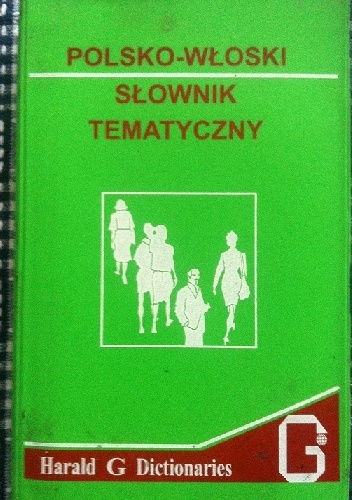 POLSKO-WŁOSKI
SŁOWNIK
TEMATYCZNY
Harald G Dictionaries
G